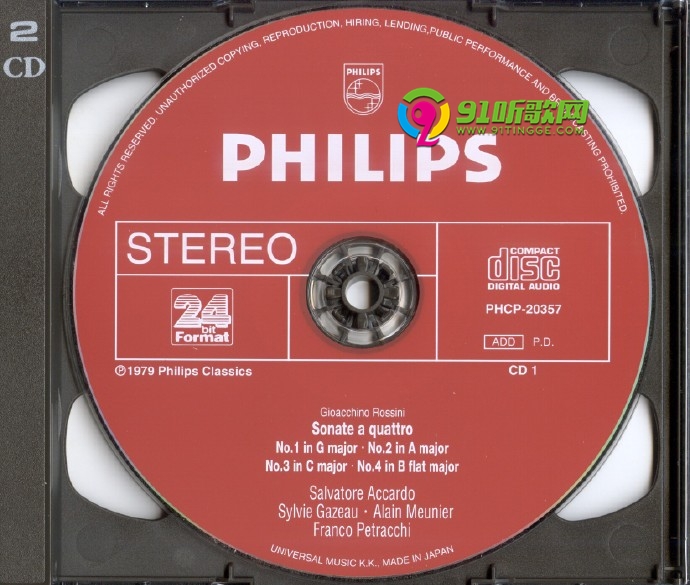 2
CD
ALL RIGHTS RESERVED. UNAUTHORIZED COPYING, REPRODUCTION, HIRING, LENDING, PUBLIC PERFORMANCE AND BROADCASTING PROHIBITED.
PHILIPS
91听歌网
WWW.91TINGGE.COM
PHILIPS
STEREO
COMPACT
disc
DIGITAL AUDIO
24
bit
Format
PHCP-20357
ADD P.D.
℗1979 Philips Classics
CD 1
Gioacchino Rossini
Sonate a quattro
No.1 in G major · No.2 in A major
No.3 in C major · No.4 in B flat major
Salvatore Accardo
Sylvie Gazeau · Alain Meunier
Franco Petracchi
UNIVERSAL MUSIC K.K., MADE IN JAPAN